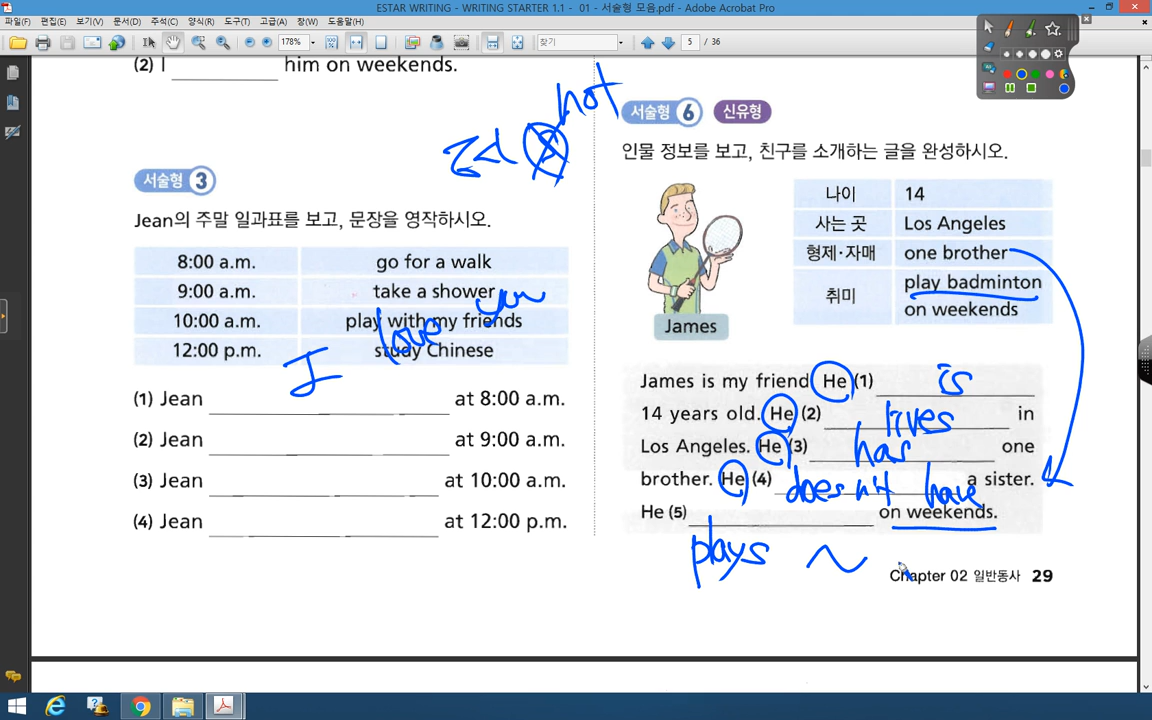 ESTAR WRITING - WRITING STARTER 1.1 - 01 - 서술형 모음.pdf - Adobe Acrobat Pro
파일(F) 편집(E) 보기(V) 문서(D) 주석(C) 양식(R) 도구(T) 고급(A) 창(W) 도움말(H)
178% 찾기 5 / 36
(2) I ____________ him on weekends.
hot
서술형 3
Jean의 주말 일과표를 보고, 문장을 영작하시오.
8:00 a.m. go for a walk
9:00 a.m. take a shower
10:00 a.m. play with my friends
12:00 p.m. study Chinese
I love you
(1) Jean ____________ at 8:00 a.m.
(2) Jean ____________ at 9:00 a.m.
(3) Jean ____________ at 10:00 a.m.
(4) Jean ____________ at 12:00 p.m.
서술형 6 신유형
인물 정보를 보고, 친구를 소개하는 글을 완성하시오.
James
나이 14
사는 곳 Los Angeles
형제·자매 one brother
취미 play badminton
on weekends
James is my friend He (1) is
14 years old. He (2) lives in
Los Angeles. He (3) has one
brother. He (4) doesn't have a sister.
He (5) ____________ on weekends.
plays ~
Chapter 02 일반동사 29